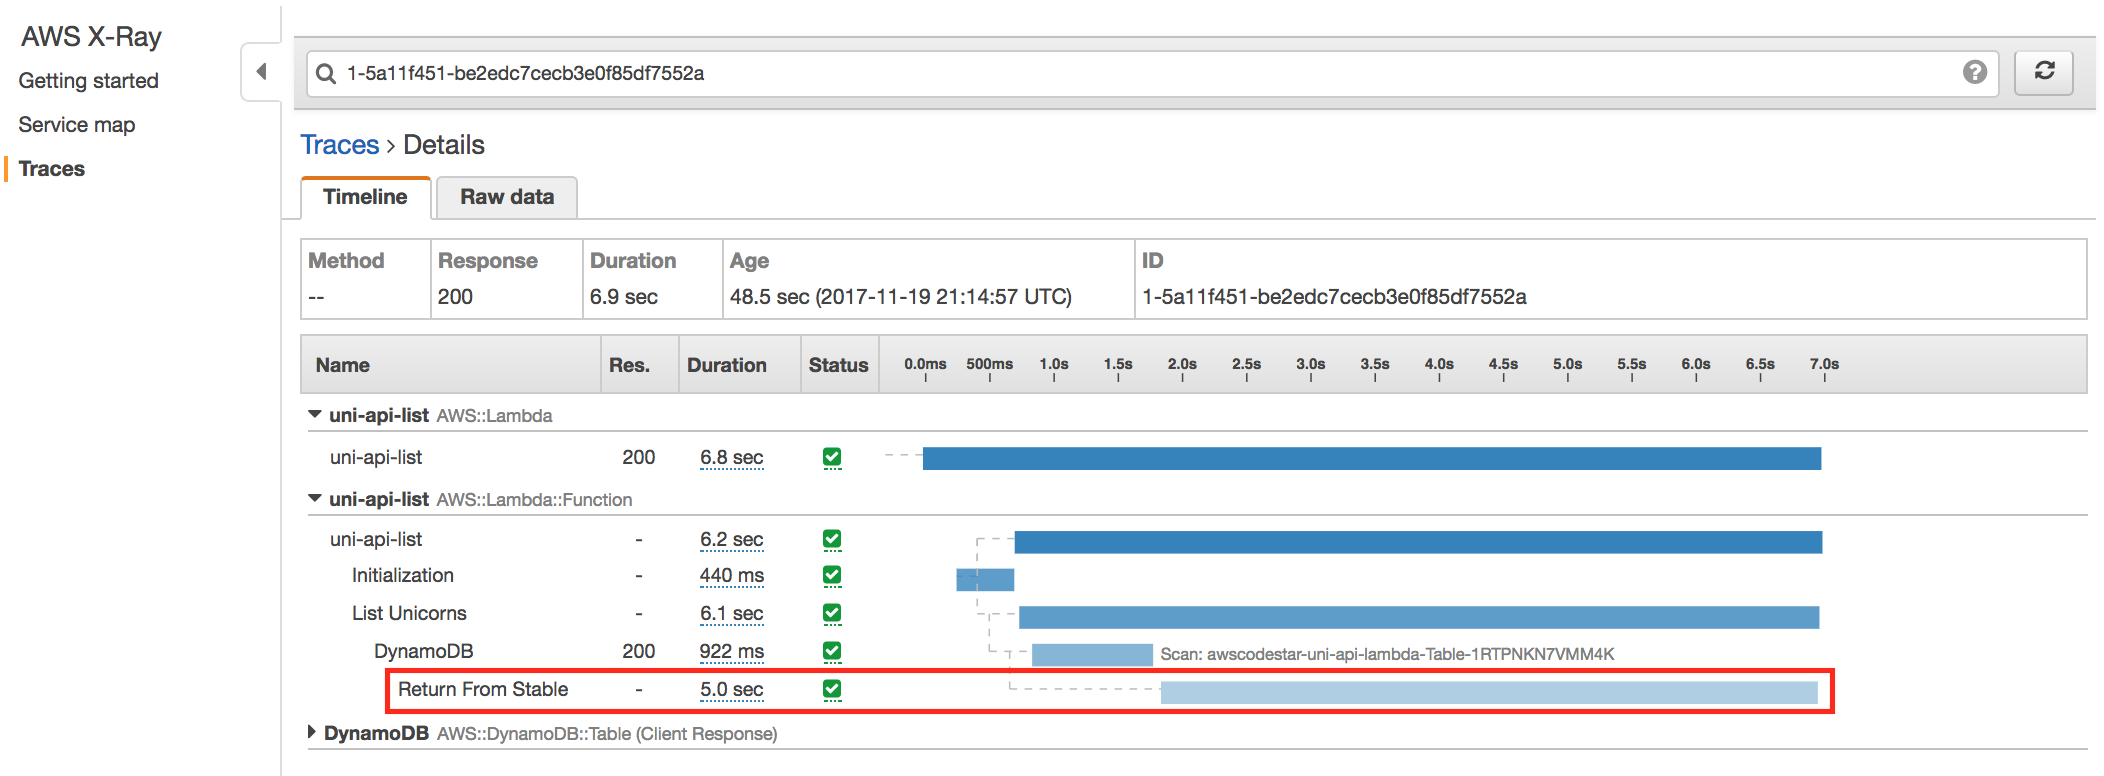 AWS X-Ray
Getting started
Service map
Traces
1-5a11f451-be2edc7cecb3e0f85df7552a
?
Traces › Details
Timeline Raw data
Method Response Duration Age ID
-- 200 6.9 sec 48.5 sec (2017-11-19 21:14:57 UTC) 1-5a11f451-be2edc7cecb3e0f85df7552a
Name Res. Duration Status 0.0ms 500ms 1.0s 1.5s 2.0s 2.5s 3.0s 3.5s 4.0s 4.5s 5.0s 5.5s 6.0s 6.5s 7.0s
uni-api-list AWS::Lambda
uni-api-list 200 6.8 sec
uni-api-list AWS::Lambda::Function
uni-api-list - 6.2 sec
Initialization - 440 ms
List Unicorns - 6.1 sec
DynamoDB 200 922 ms Scan: awscodestar-uni-api-lambda-Table-1RTPNKN7VMM4K
Return From Stable - 5.0 sec
DynamoDB AWS::DynamoDB::Table (Client Response)